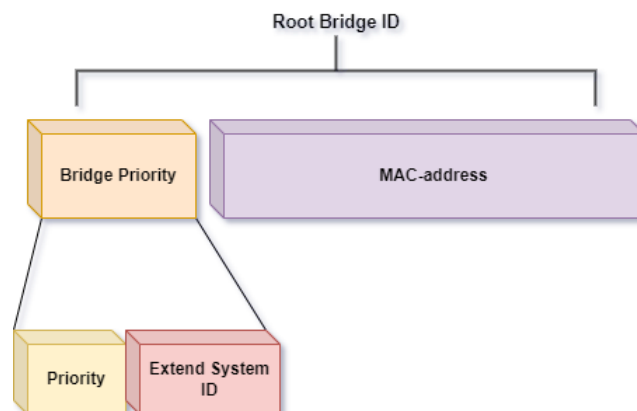 Root Bridge ID
Bridge Priority
MAC-address
Priority
Extend System
ID